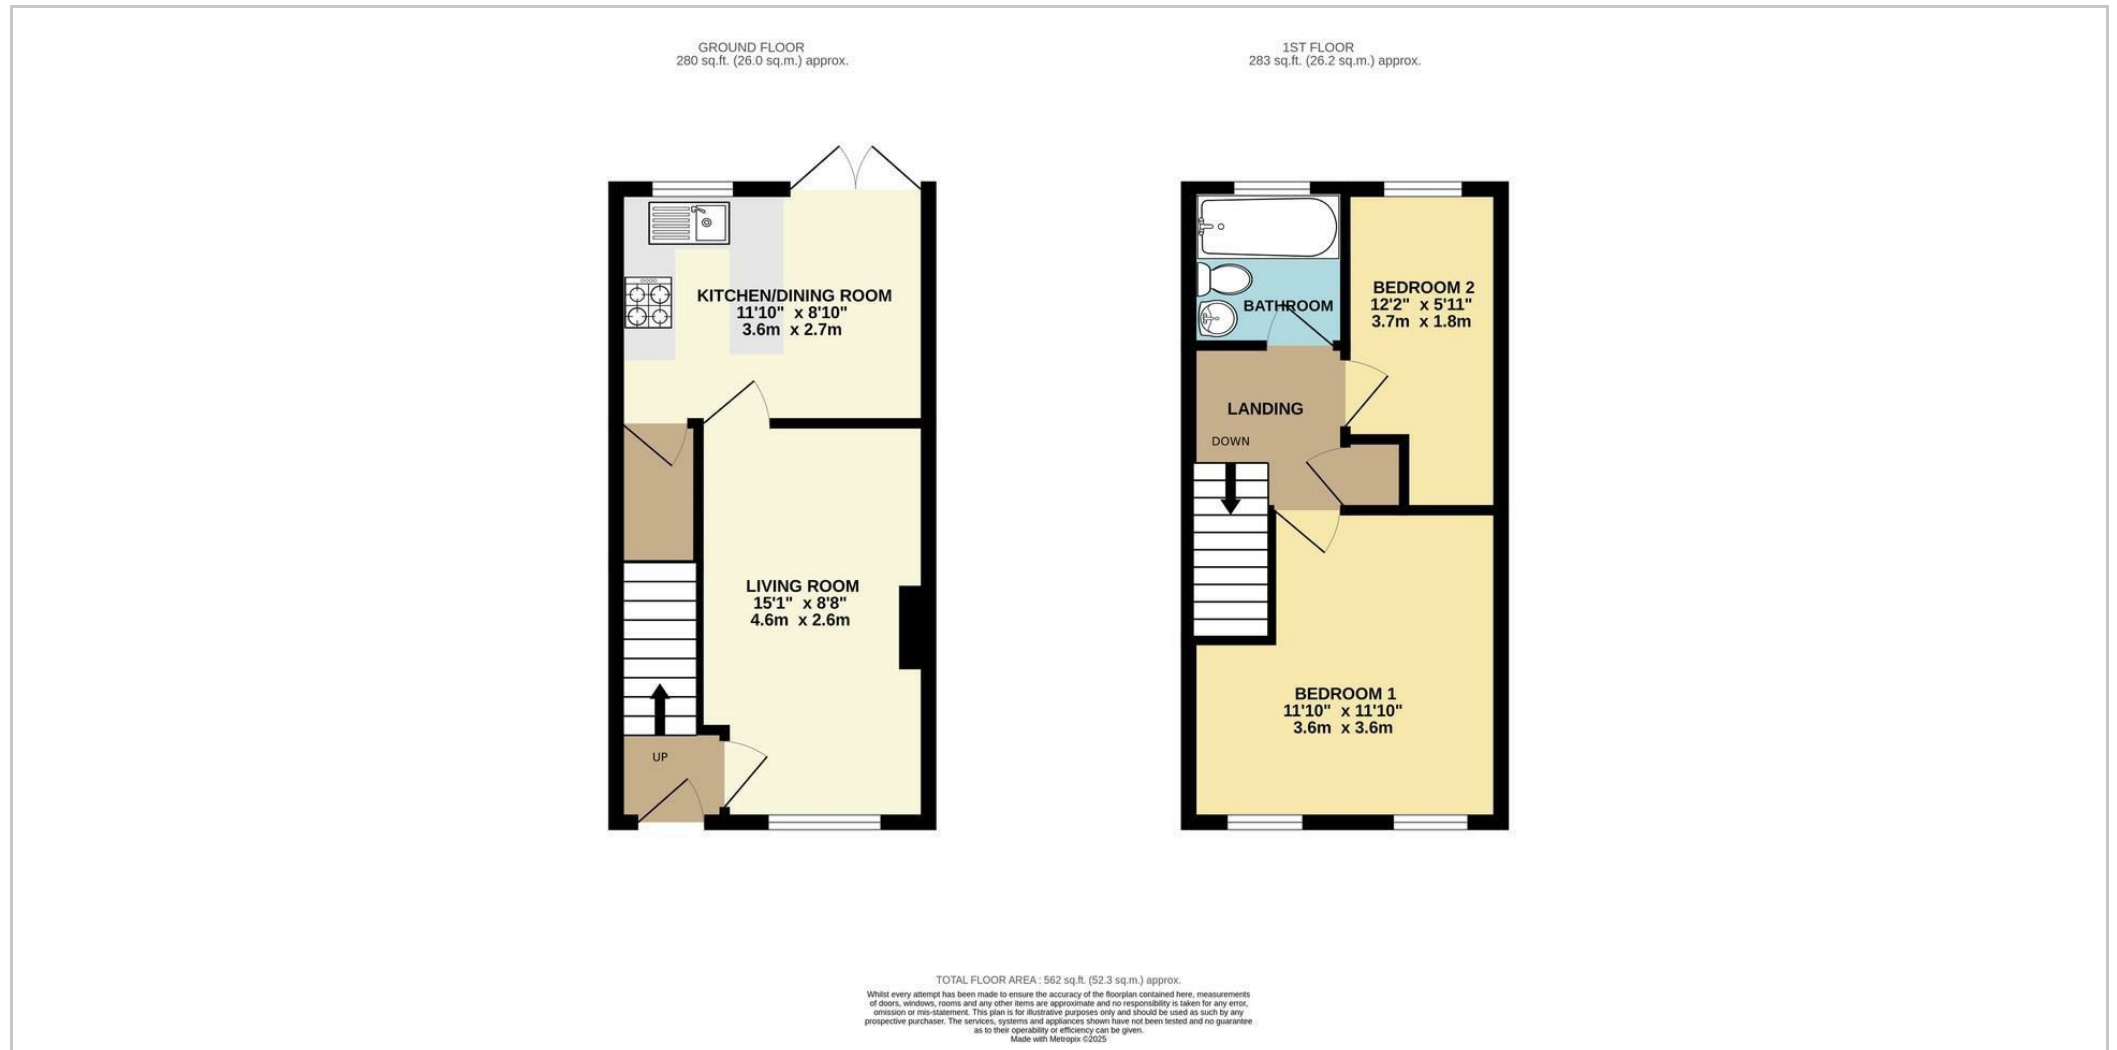 GROUND FLOOR
280 sq.ft. (26.0 sq.m.) approx.
1ST FLOOR
283 sq.ft. (26.2 sq.m.) approx.
KITCHEN/DINING ROOM
11'10" x 8'10"
3.6m x 2.7m
LIVING ROOM
15'1" x 8'8"
4.6m x 2.6m
UP
BATHROOM
BEDROOM 2
12'2" x 5'11"
3.7m x 1.8m
LANDING
DOWN
BEDROOM 1
11'10" x 11'10"
3.6m x 3.6m
TOTAL FLOOR AREA : 562 sq.ft. (52.3 sq.m.) approx.
Whilst every attempt has been made to ensure the accuracy of the floorplan contained here, measurements
of doors, windows, rooms and any other items are approximate and no responsibility is taken for any error,
omission or mis-statement. This plan is for illustrative purposes only and should be used as such by any
prospective purchaser. The services, systems and appliances shown have not been tested and no guarantee
as to their operability or efficiency can be given.
Made with Metropix ©2025